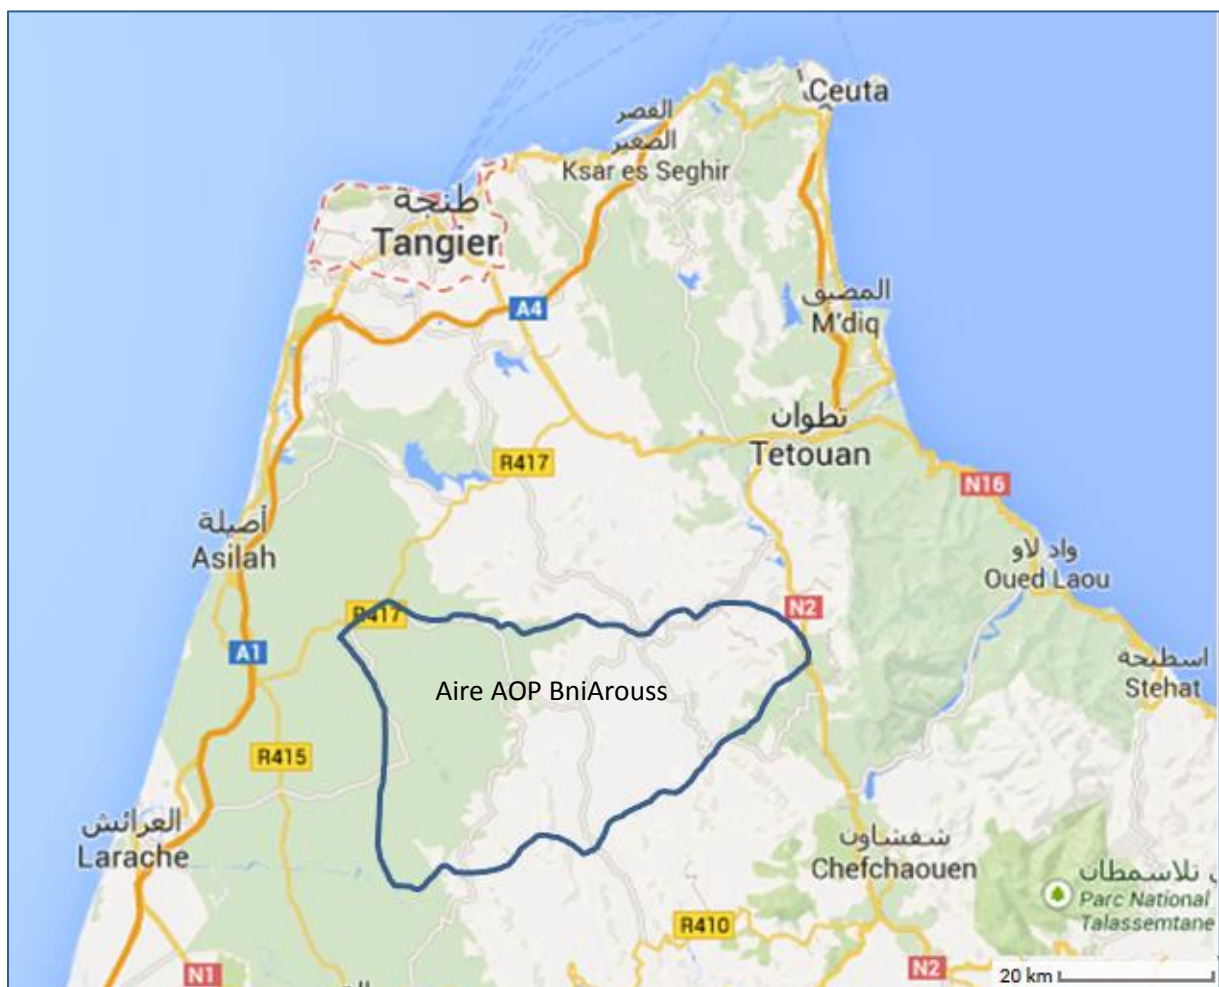 Ceuta
القصر
الصغير
Ksar es Seghir
طنجة
Tangier
A4
المضيق
M'diq
تطوان
Tetouan
R417
N16
أصيلة
Asilah
واد لاو
Oued Laou
R417
N2
A1
اسطيحة
Stehat
Aire AOP BniArouss
R415
العرائش
Larache
شفشاون
Chefchaouen
تلاسمطان
Parc National
Talassemtane
R410
N1
N2
20 km